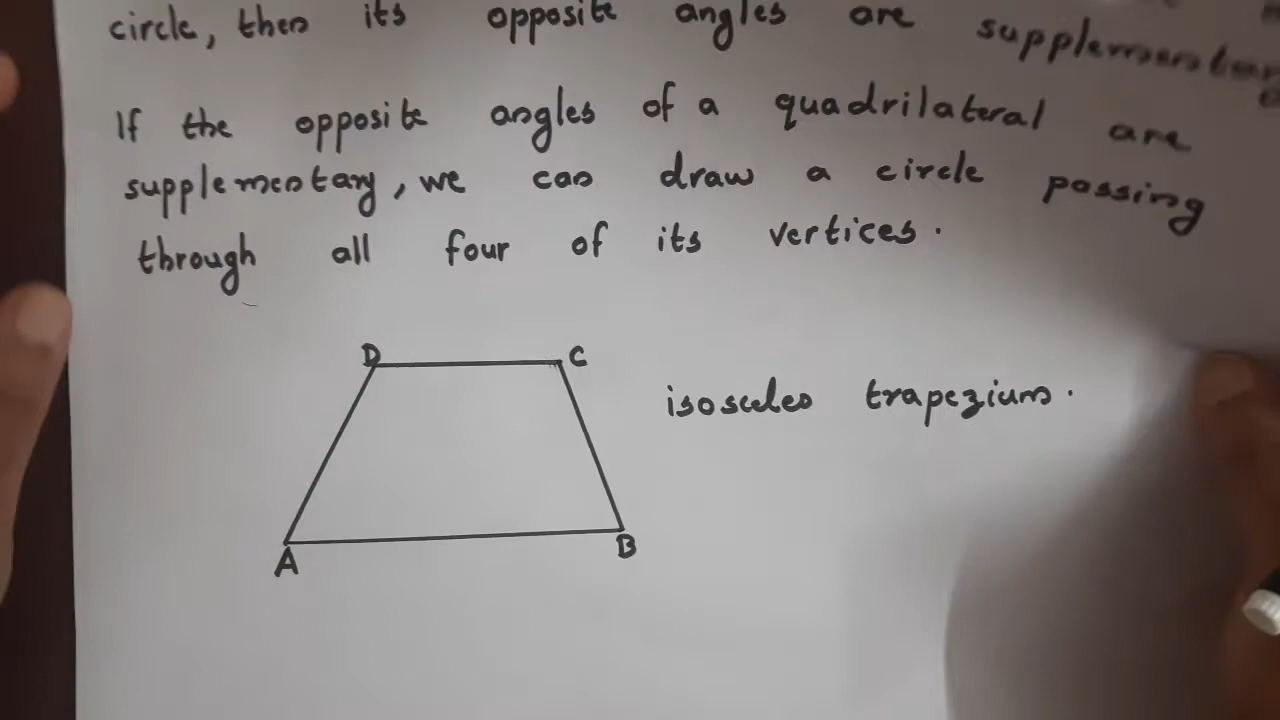 circle, then its opposite angles are supplementary
If the opposite angles of a quadrilateral are
supplementary, we can draw a circle passing
through all four of its vertices.
D C
isosceles trapezium.
A B